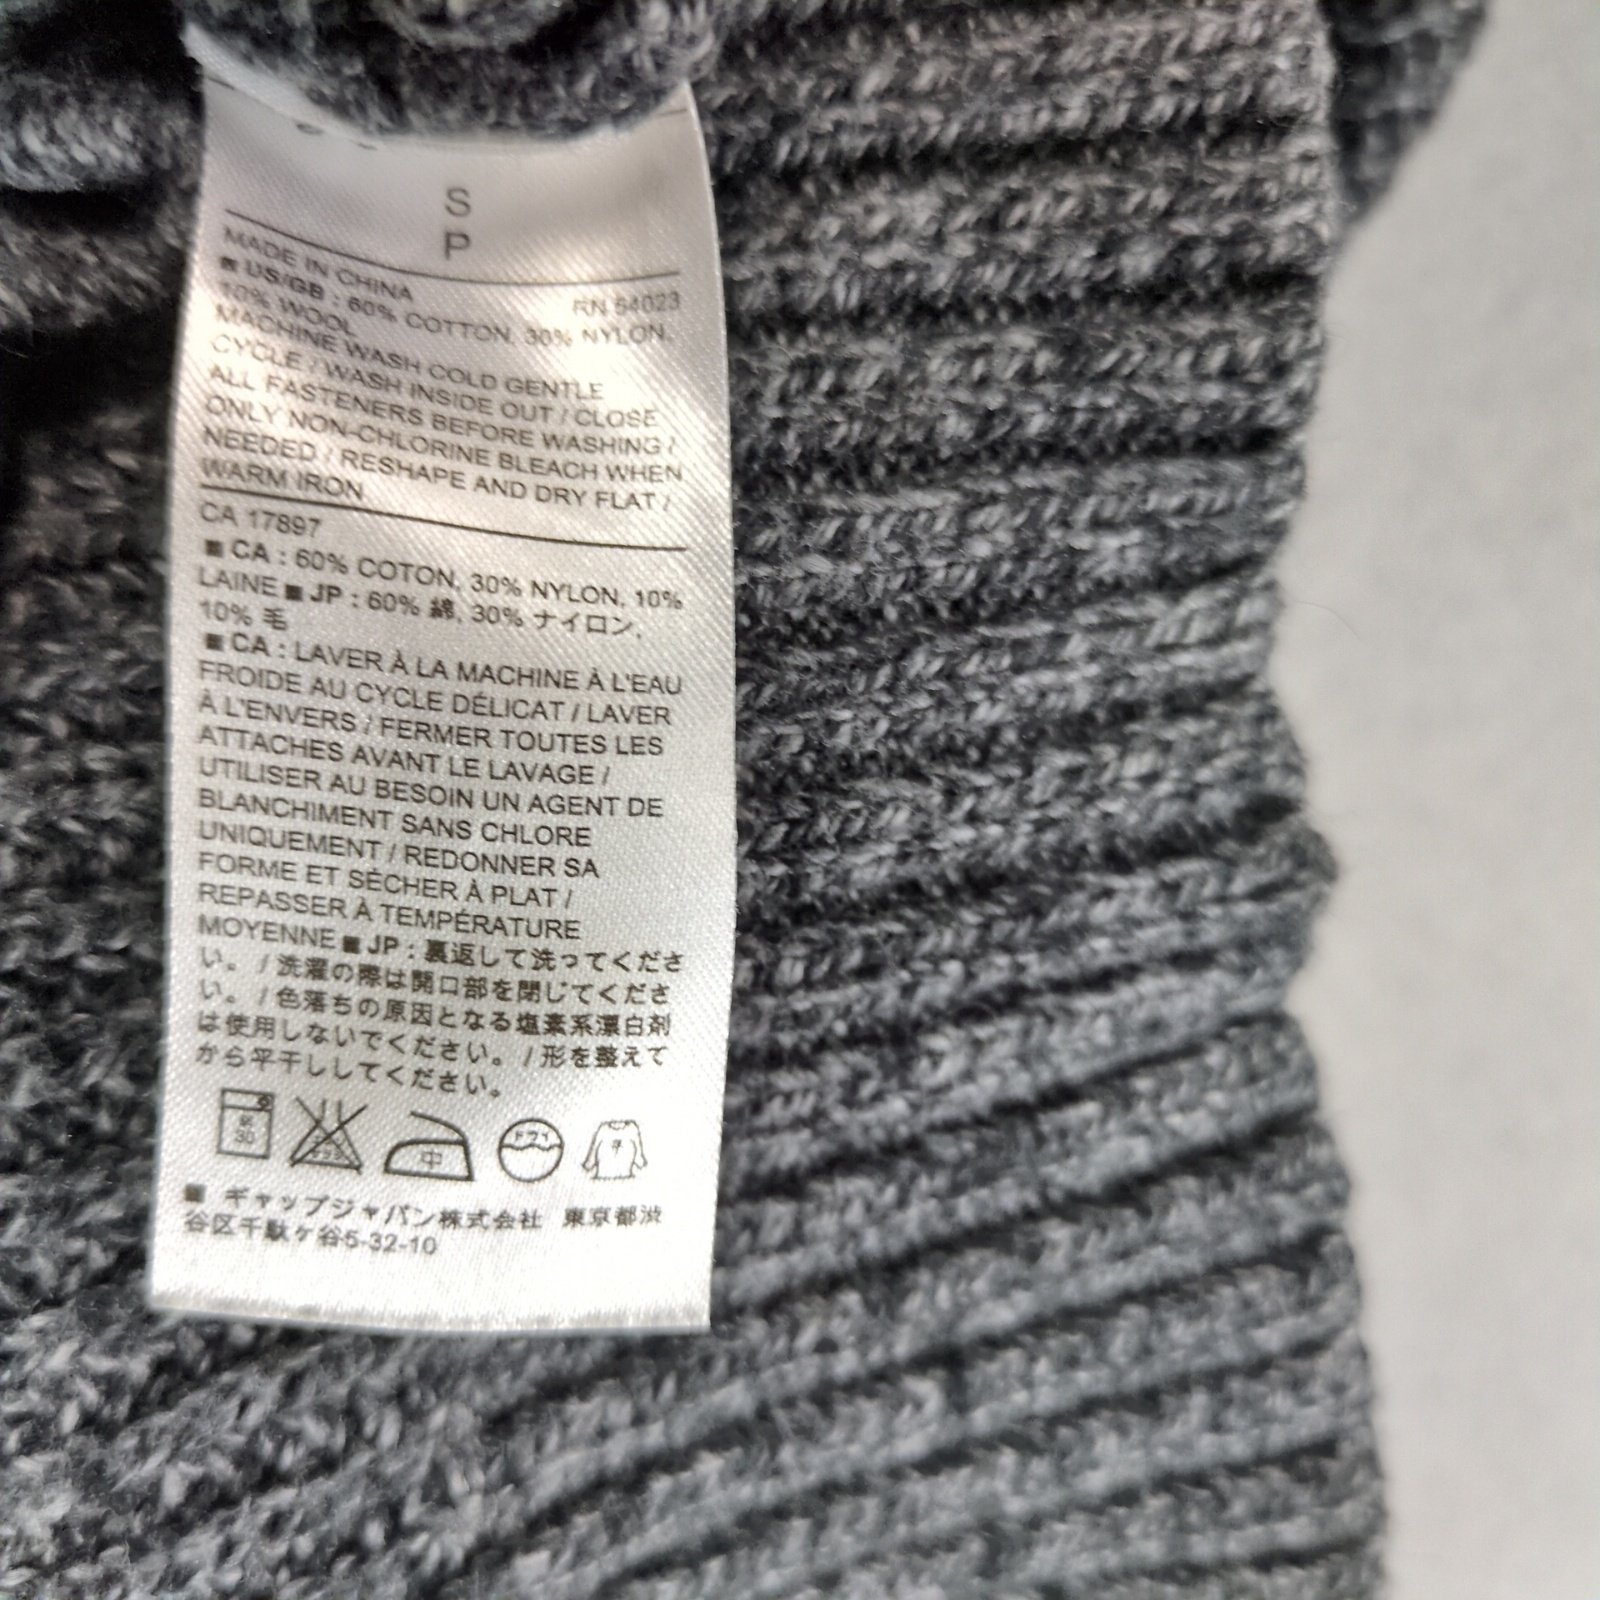 S
P
MADE IN CHINA RN 54023
■ US/GB : 60% COTTON, 30% NYLON,
10% WOOL
MACHINE WASH COLD GENTLE
CYCLE / WASH INSIDE OUT / CLOSE
ALL FASTENERS BEFORE WASHING /
ONLY NON-CHLORINE BLEACH WHEN
NEEDED / RESHAPE AND DRY FLAT /
WARM IRON
CA 17897
■ CA : 60% COTON, 30% NYLON, 10%
LAINE ■ JP : 60% 綿, 30% ナイロン,
10% 毛
■ CA : LAVER À LA MACHINE À L'EAU
FROIDE AU CYCLE DÉLICAT / LAVER
À L'ENVERS / FERMER TOUTES LES
ATTACHES AVANT LE LAVAGE /
UTILISER AU BESOIN UN AGENT DE
BLANCHIMENT SANS CHLORE
UNIQUEMENT / REDONNER SA
FORME ET SÉCHER À PLAT /
REPASSER À TEMPÉRATURE
MOYENNE ■ JP : 裏返して洗ってくださ
い。 / 洗濯の際は開口部を閉じてくださ
い。 / 色落ちの原因となる塩素系漂白剤
は使用しないでください。 / 形を整えて
から平干ししてください。
弱 30 中 ドライ 平
■ ギャップジャパン株式会社 東京都渋
谷区千駄ケ谷5-32-10